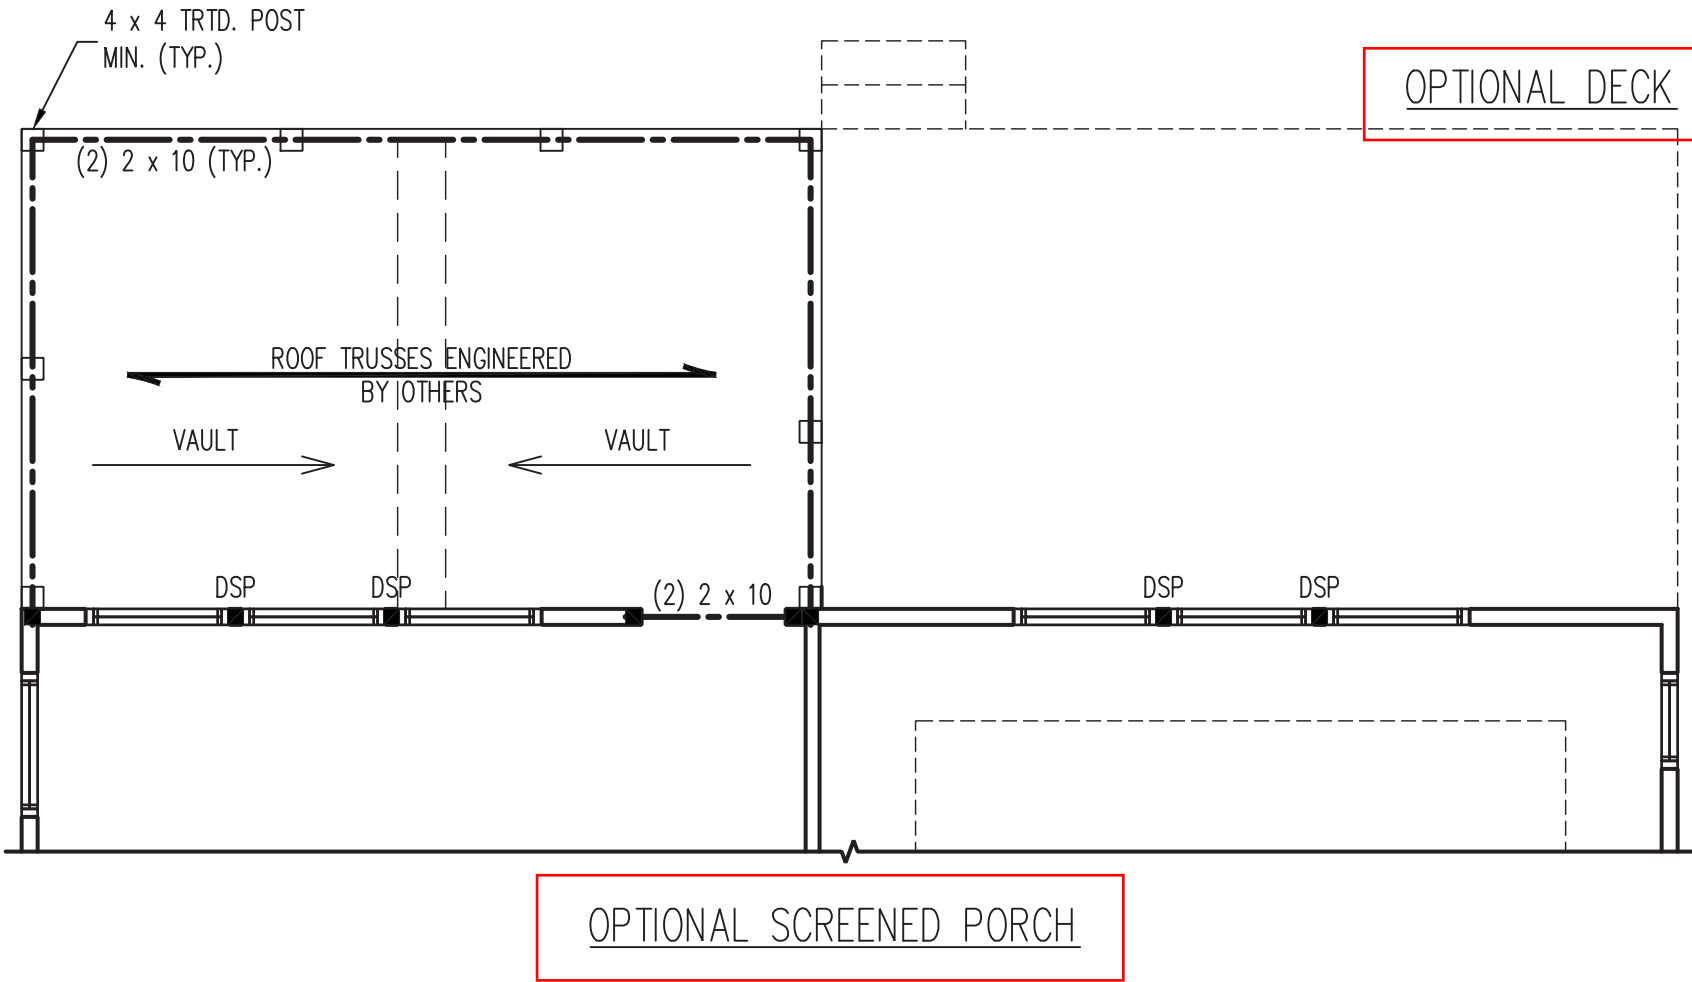 4 x 4 TRTD. POST
MIN. (TYP.)
OPTIONAL DECK
(2) 2 x 10 (TYP.)
ROOF TRUSSES ENGINEERED
BY OTHERS
VAULT
VAULT
DSP
DSP
(2) 2 x 10
DSP
DSP
OPTIONAL SCREENED PORCH